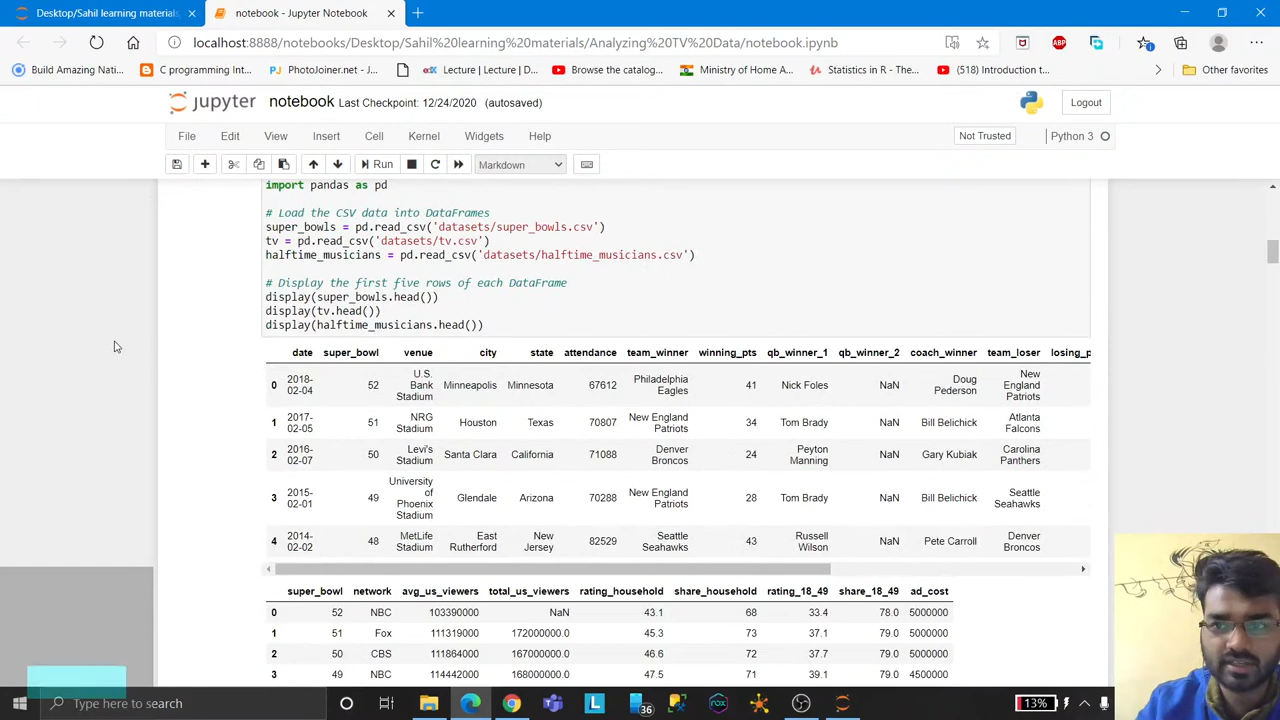 Desktop/Sahil learning materials
notebook - Jupyter Notebook
localhost:8888/notebooks/Desktop/Sahil%20learning%20materials/Analyzing%20TV%20Data/notebook.ipynb
ABP
Build Amazing Nati...
C programming Int...
PhotoJoiner.net - J...
Lecture | Lecture | D...
Browse the catalog...
Ministry of Home A...
Statistics in R - The...
(518) Introduction t...
Other favorites
jupyter notebook Last Checkpoint: 12/24/2020 (autosaved)
Logout
File Edit View Insert Cell Kernel Widgets Help
Not Trusted
Python 3
Run
Markdown
import pandas as pd
# Load the CSV data into DataFrames
super_bowls = pd.read_csv('datasets/super_bowls.csv')
tv = pd.read_csv('datasets/tv.csv')
halftime_musicians = pd.read_csv('datasets/halftime_musicians.csv')
# Display the first five rows of each DataFrame
display(super_bowls.head())
display(tv.head())
display(halftime_musicians.head())
date super_bowl venue city state attendance team_winner winning_pts qb_winner_1 qb_winner_2 coach_winner team_loser losing_p
0 2018-02-04 52 U.S. Bank Stadium Minneapolis Minnesota 67612 Philadelphia Eagles 41 Nick Foles NaN Doug Pederson New England Patriots
1 2017-02-05 51 NRG Stadium Houston Texas 70807 New England Patriots 34 Tom Brady NaN Bill Belichick Atlanta Falcons
2 2016-02-07 50 Levi's Stadium Santa Clara California 71088 Denver Broncos 24 Peyton Manning NaN Gary Kubiak Carolina Panthers
3 2015-02-01 49 University of Phoenix Stadium Glendale Arizona 70288 New England Patriots 28 Tom Brady NaN Bill Belichick Seattle Seahawks
4 2014-02-02 48 MetLife Stadium East Rutherford New Jersey 82529 Seattle Seahawks 43 Russell Wilson NaN Pete Carroll Denver Broncos
super_bowl network avg_us_viewers total_us_viewers rating_household share_household rating_18_49 share_18_49 ad_cost
0 52 NBC 103390000 NaN 43.1 68 33.4 78.0 5000000
1 51 Fox 111319000 172000000.0 45.3 73 37.1 79.0 5000000
2 50 CBS 111864000 167000000.0 46.6 72 37.7 79.0 5000000
3 49 NBC 114442000 168000000.0 47.5 71 39.1 79.0 4500000
Type here to search
L
36
nox
13%